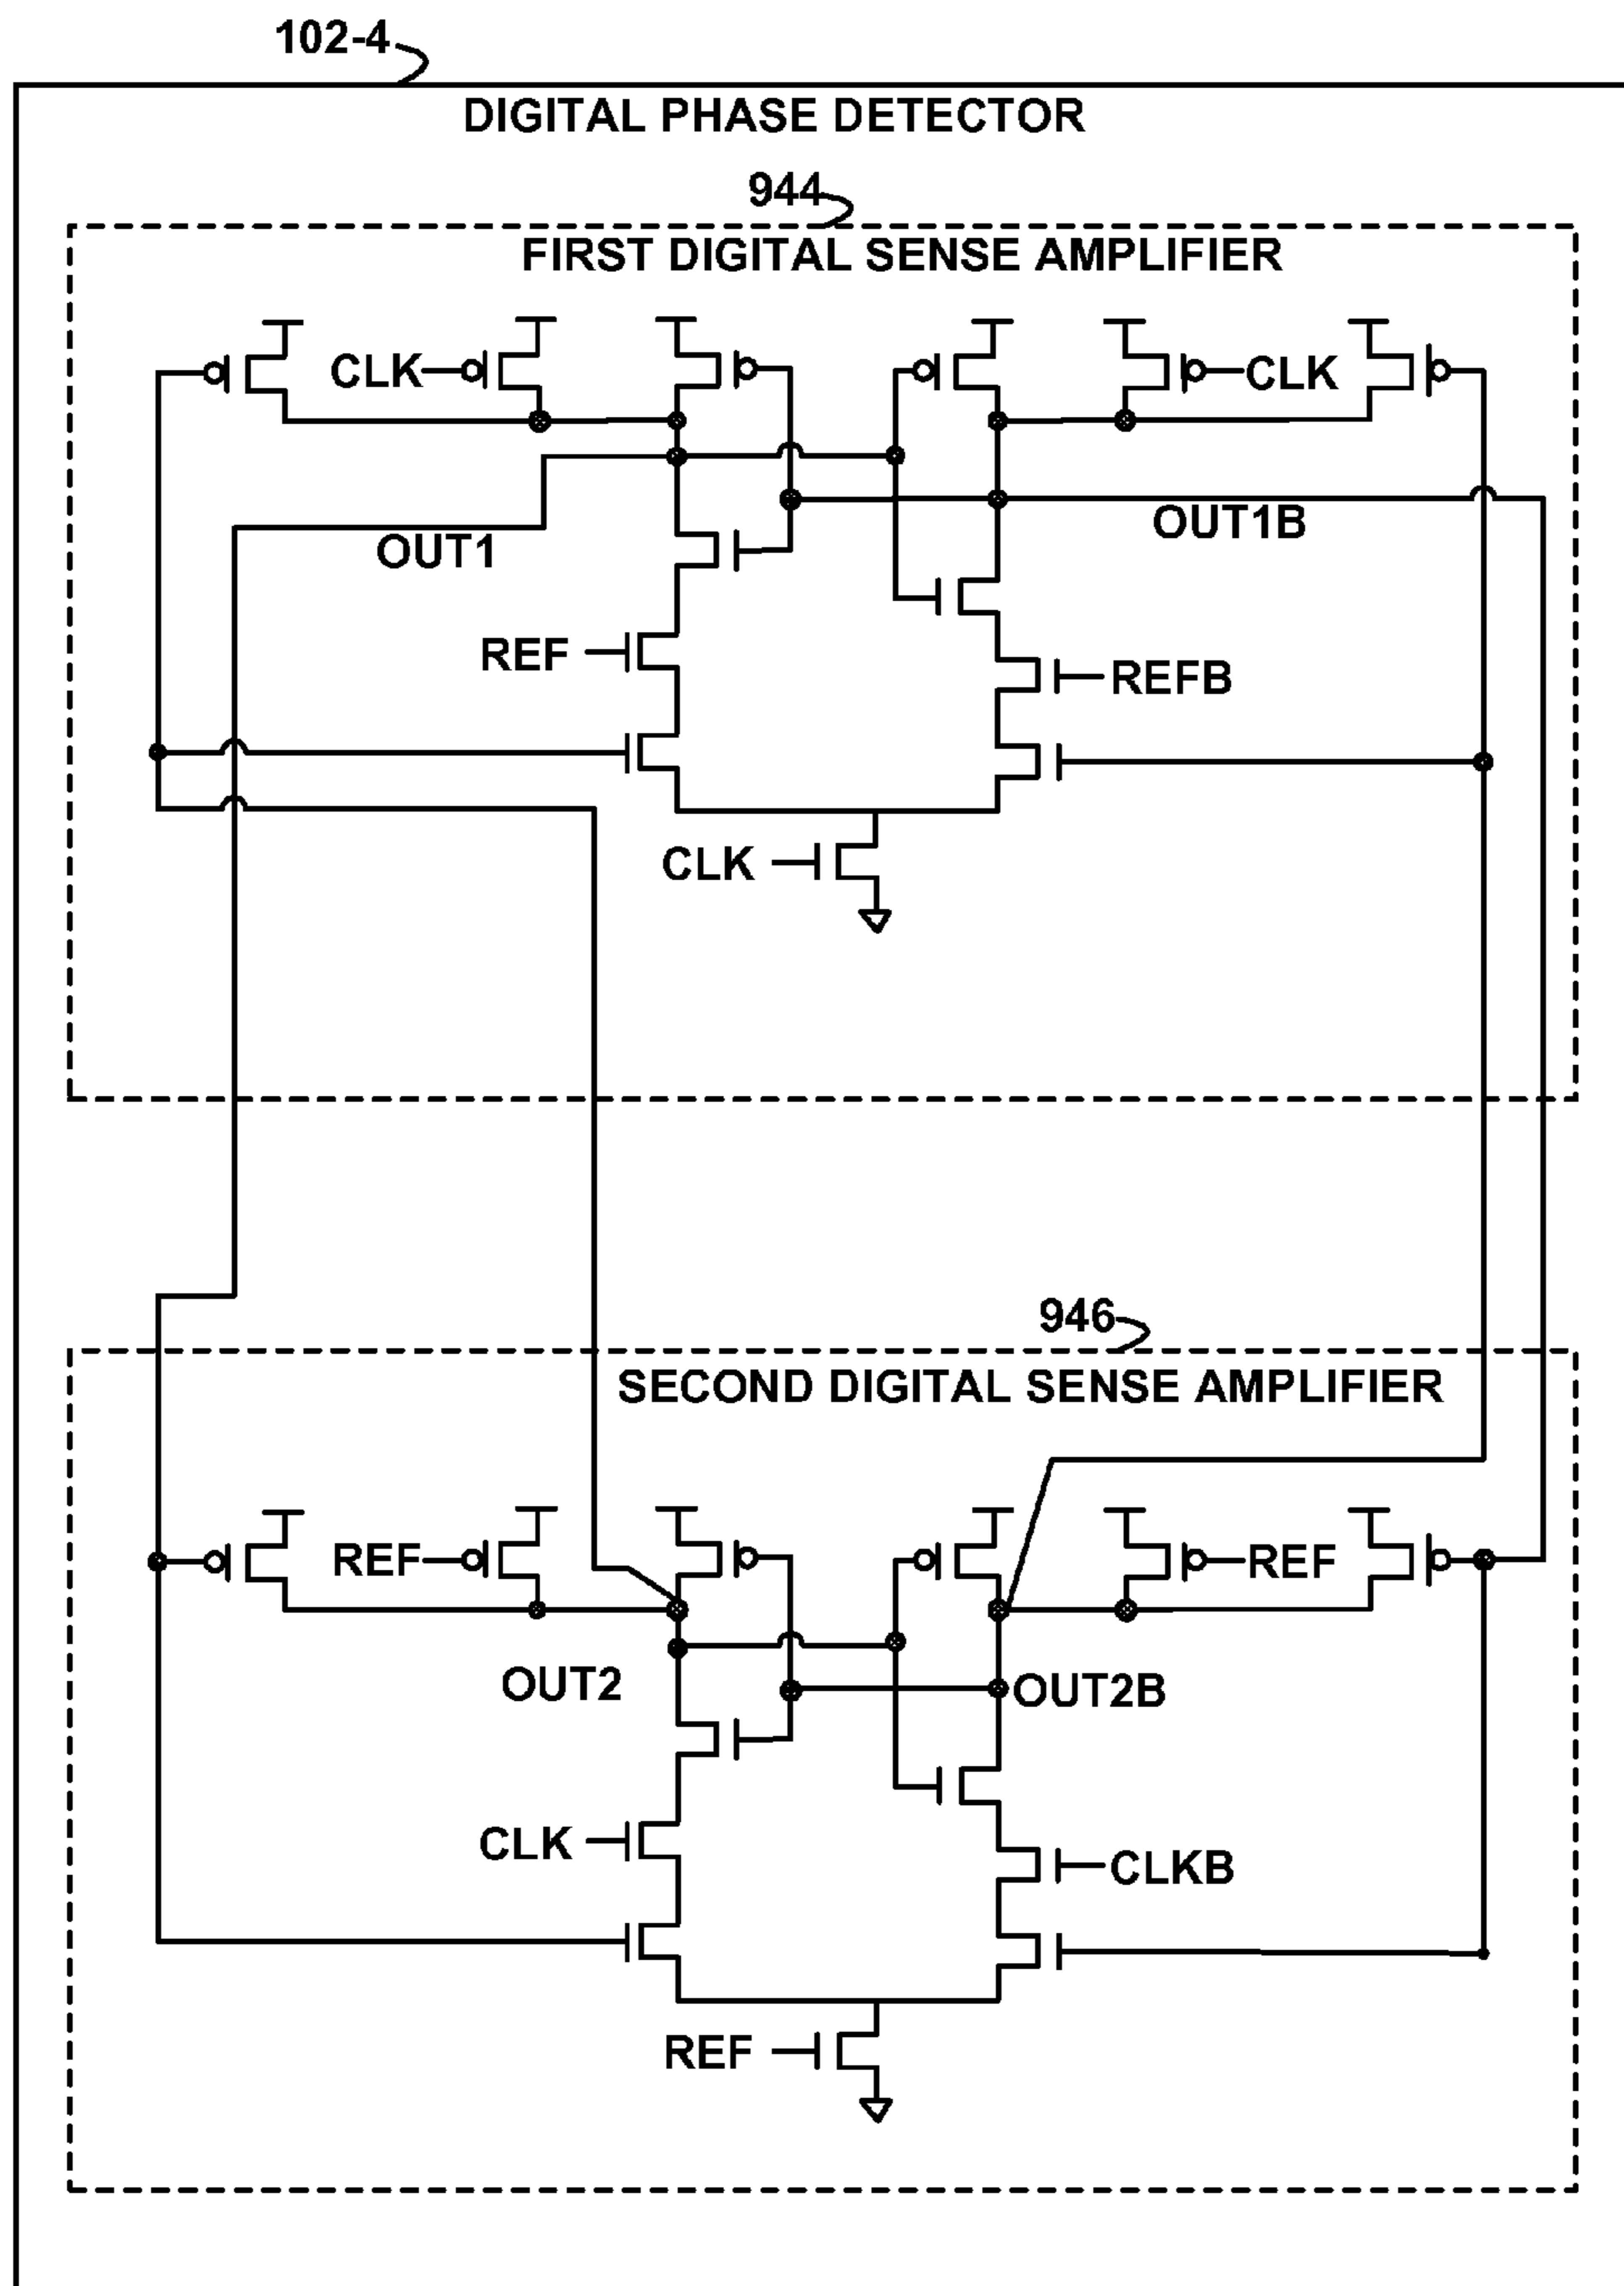 102-4
DIGITAL PHASE DETECTOR
944
FIRST DIGITAL SENSE AMPLIFIER
CLK
CLK
OUT1
OUT1B
REF
REFB
CLK
946
SECOND DIGITAL SENSE AMPLIFIER
REF
REF
OUT2
OUT2B
CLK
CLKB
REF